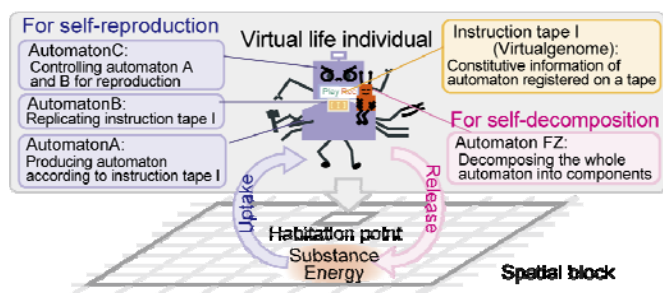 For self-reproduction
AutomatonC:
Controlling automaton A
and B for reproduction
AutomatonB:
Replicating instruction tape I
AutomatonA:
Producing automaton
according to instruction tape I
Virtual life individual
Play RoC
Instruction tape I
(Virtualgenome):
Constitutive information of
automaton registered on a tape
For self-decomposition
Automaton FZ:
Decomposing the whole
automaton into components
Uptake
Release
Habitation point
Substance
Energy
Spatial block